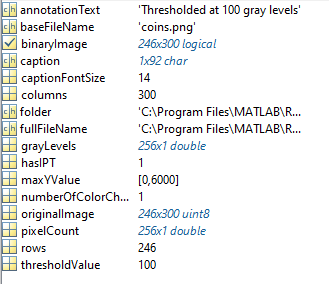 annotationText 'Thresholded at 100 gray levels'
baseFileName 'coins.png'
binaryImage 246x300 logical
caption 1x92 char
captionFontSize 14
columns 300
folder 'C:\Program Files\MATLAB\R...
fullFileName 'C:\Program Files\MATLAB\R...
grayLevels 256x1 double
hasIPT 1
maxYValue [0,6000]
numberOfColorCh... 1
originalImage 246x300 uint8
pixelCount 256x1 double
rows 246
thresholdValue 100